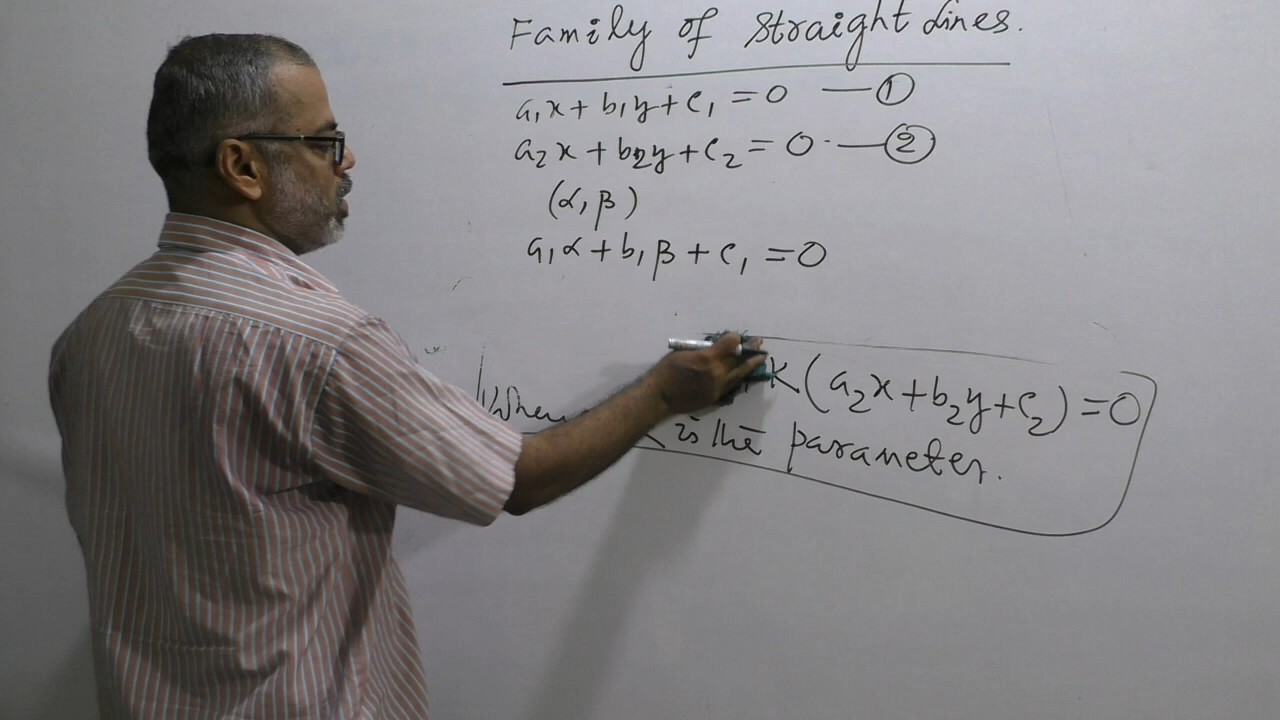 Family of Straight Lines.
a₁x + b₁y + c₁ = 0 — ①
a₂x + b₂y + c₂ = 0 — ②
(α, β)
a₁α + b₁β + c₁ = 0
K(a₂x + b₂y + c₂) = 0
is the parameter.